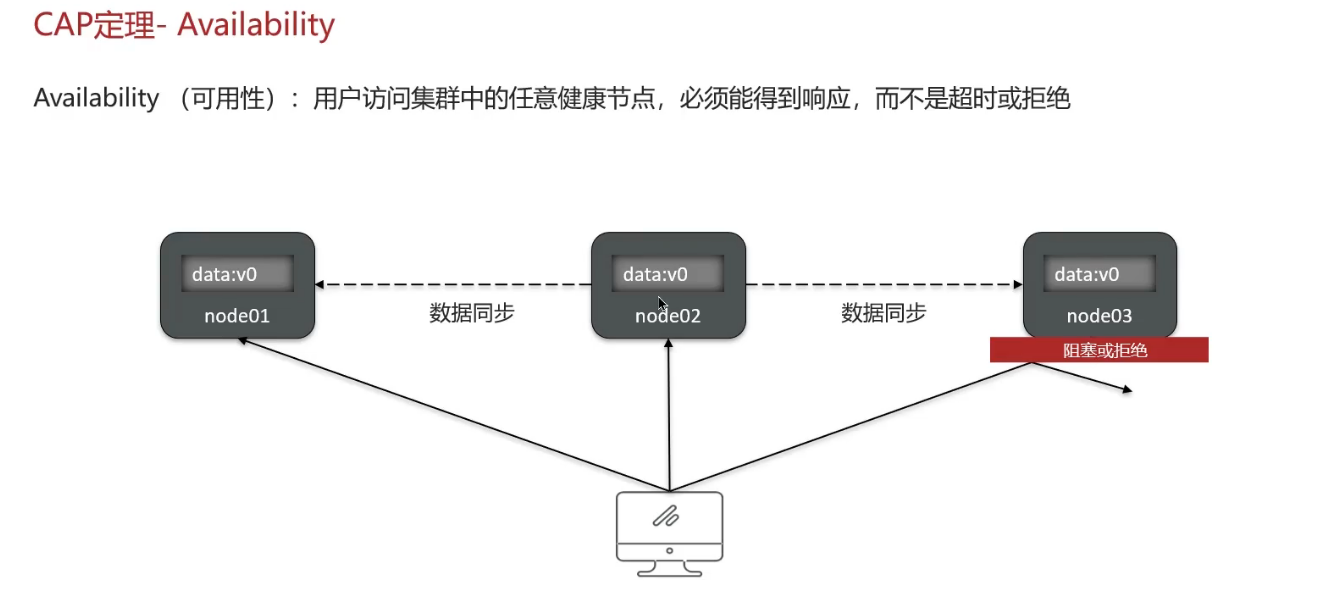 CAP定理- Availability
Availability （可用性）：用户访问集群中的任意健康节点，必须能得到响应，而不是超时或拒绝
data:v0
node01
数据同步
data:v0
node02
数据同步
data:v0
node03
阻塞或拒绝